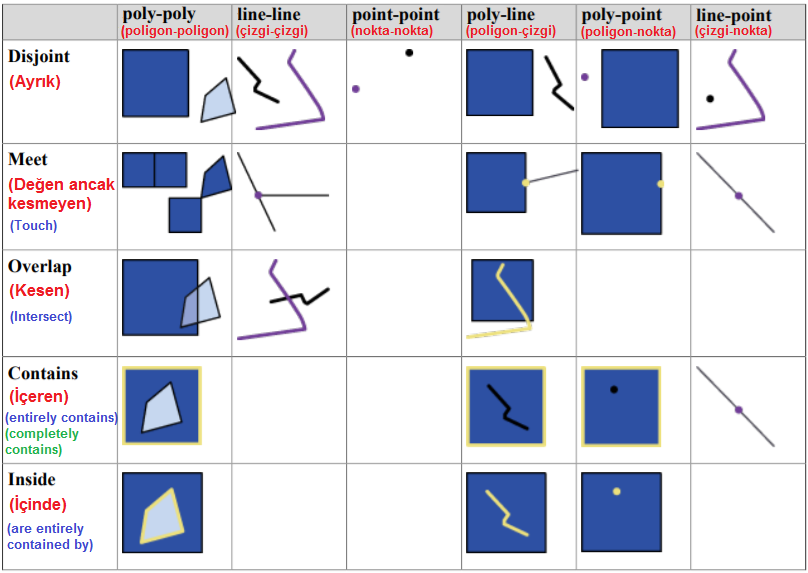 poly-poly
(poligon-poligon)
line-line
(çizgi-çizgi)
point-point
(nokta-nokta)
poly-line
(poligon-çizgi)
poly-point
(poligon-nokta)
line-point
(çizgi-nokta)
Disjoint
(Ayrık)
Meet
(Değen ancak
kesmeyen)
(Touch)
Overlap
(Kesen)
(Intersect)
Contains
(İçeren)
(entirely contains)
(completely
contains)
Inside
(İçinde)
(are entirely
contained by)